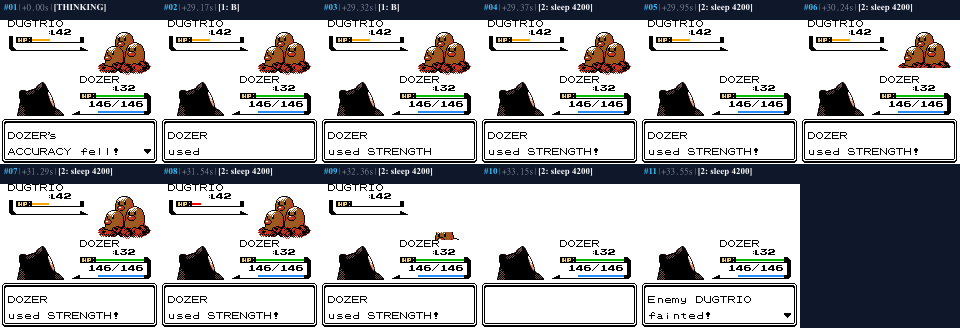 #01 | +0.00s | [THINKING]
DUGTRIO
:L42
HP:
DOZER
:L32
HP:
146/146
DOZER's
ACCURACY fell!
#02 | +29.17s | [1: B]
DUGTRIO
:L42
HP:
DOZER
:L32
HP:
146/146
DOZER
used
#03 | +29.32s | [1: B]
DUGTRIO
:L42
HP:
DOZER
:L32
HP:
146/146
DOZER
used STRENGTH
#04 | +29.37s | [2: sleep 4200]
DUGTRIO
:L42
HP:
DOZER
:L32
HP:
146/146
DOZER
used STRENGTH!
#05 | +29.95s | [2: sleep 4200]
DUGTRIO
:L42
HP:
DOZER
:L32
HP:
146/146
DOZER
used STRENGTH!
#06 | +30.24s | [2: sleep 4200]
DUGTRIO
:L42
HP:
DOZER
:L32
HP:
146/146
DOZER
used STRENGTH!
#07 | +31.29s | [2: sleep 4200]
DUGTRIO
:L42
HP:
DOZER
:L32
HP:
146/146
DOZER
used STRENGTH!
#08 | +31.54s | [2: sleep 4200]
DUGTRIO
:L42
HP:
DOZER
:L32
HP:
146/146
DOZER
used STRENGTH!
#09 | +32.36s | [2: sleep 4200]
DUGTRIO
:L42
HP:
DOZER
:L32
HP:
146/146
DOZER
used STRENGTH!
#10 | +33.15s | [2: sleep 4200]
DOZER
:L32
HP:
146/146
#11 | +33.55s | [2: sleep 4200]
DOZER
:L32
HP:
146/146
Enemy DUGTRIO
fainted!